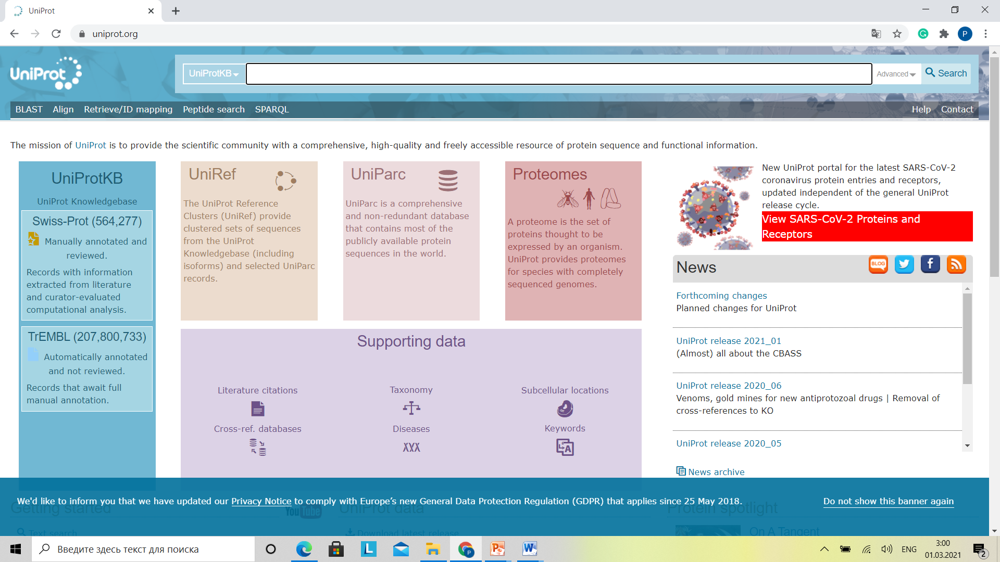 UniProt
uniprot.org
P
UniProt
UniProtKB
Advanced
Search
BLAST Align Retrieve/ID mapping Peptide search SPARQL
Help Contact
The mission of UniProt is to provide the scientific community with a comprehensive, high-quality and freely accessible resource of protein sequence and functional information.
UniProtKB
UniProt Knowledgebase
Swiss-Prot (564,277)
Manually annotated and
reviewed.
Records with information
extracted from literature
and curator-evaluated
computational analysis.
TrEMBL (207,800,733)
Automatically annotated
and not reviewed.
Records that await full
manual annotation.
UniRef
The UniProt Reference
Clusters (UniRef) provide
clustered sets of sequences
from the UniProt
Knowledgebase (including
isoforms) and selected UniParc
records.
UniParc
UniParc is a comprehensive
and non-redundant database
that contains most of the
publicly available protein
sequences in the world.
Proteomes
A proteome is the set of
proteins thought to be
expressed by an organism.
UniProt provides proteomes
for species with completely
sequenced genomes.
Supporting data
Literature citations
Taxonomy
Subcellular locations
Cross-ref. databases
Diseases
Keywords
New UniProt portal for the latest SARS-CoV-2
coronavirus protein entries and receptors,
updated independent of the general UniProt
release cycle.
View SARS-CoV-2 Proteins and
Receptors
News
BLOG
Forthcoming changes
Planned changes for UniProt
UniProt release 2021_01
(Almost) all about the CBASS
UniProt release 2020_06
Venoms, gold mines for new antiprotozoal drugs | Removal of
cross-references to KO
UniProt release 2020_05
News archive
We'd like to inform you that we have updated our Privacy Notice to comply with Europe’s new General Data Protection Regulation (GDPR) that applies since 25 May 2018.
Do not show this banner again
Getting started
YouTube
UniProt data
Protein spotlight
Text search
Download latest release
On A Tangent
Введите здесь текст для поиска
ENG
3:00
01.03.2021
2